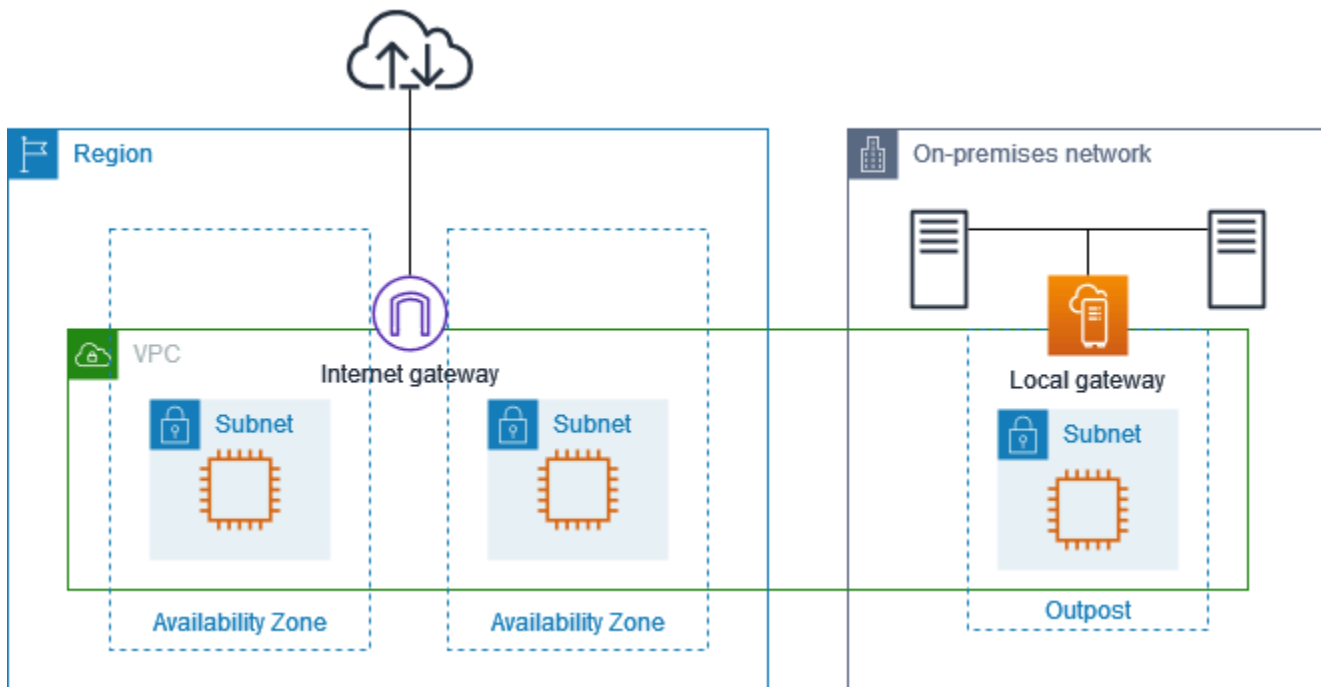 Region
On-premises network
VPC
Internet gateway
Local gateway
Subnet
Subnet
Subnet
Availability Zone
Availability Zone
Outpost